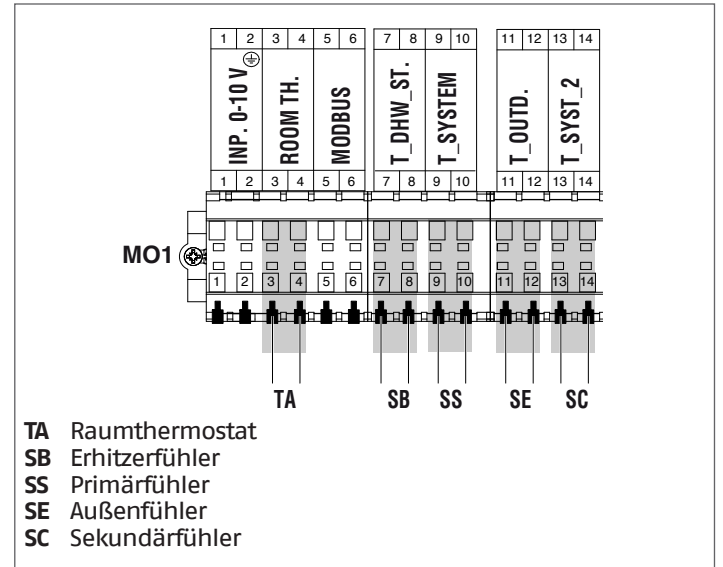 1 2 3 4 5 6 7 8 9 10 11 12 13 14
INP. 0-10 V
ROOM TH.
MODBUS
T_DHW_ST.
T_SYSTEM
T_OUTD.
T_SYST_2
1 2 3 4 5 6 7 8 9 10 11 12 13 14
MO1
1 2 3 4 5 6 7 8 9 10 11 12 13 14
TA SB SS SE SC
TA Raumthermostat
SB Erhitzerfühler
SS Primärfühler
SE Außenfühler
SC Sekundärfühler